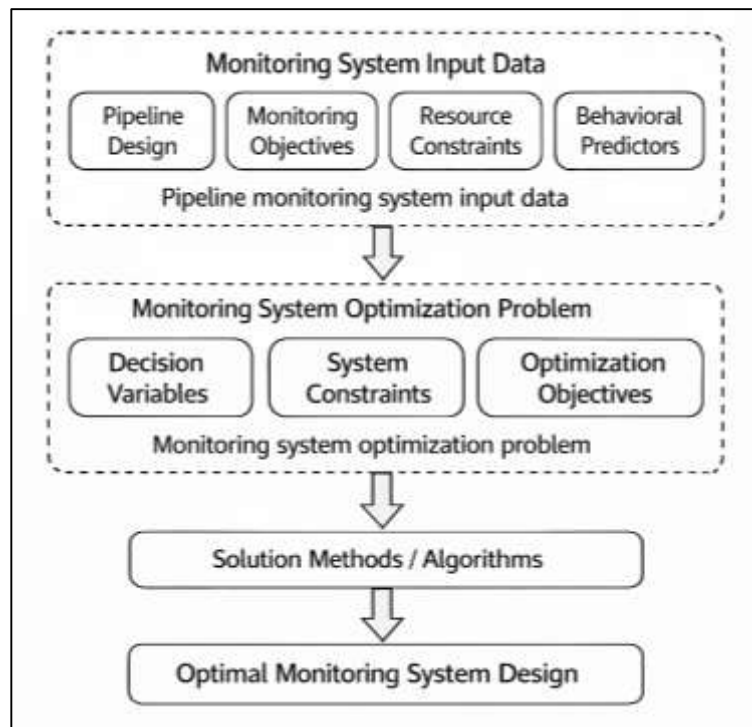 Monitoring System Input Data
Pipeline Design
Monitoring Objectives
Resource Constraints
Behavioral Predictors
Pipeline monitoring system input data
Monitoring System Optimization Problem
Decision Variables
System Constraints
Optimization Objectives
Monitoring system optimization problem
Solution Methods / Algorithms
Optimal Monitoring System Design